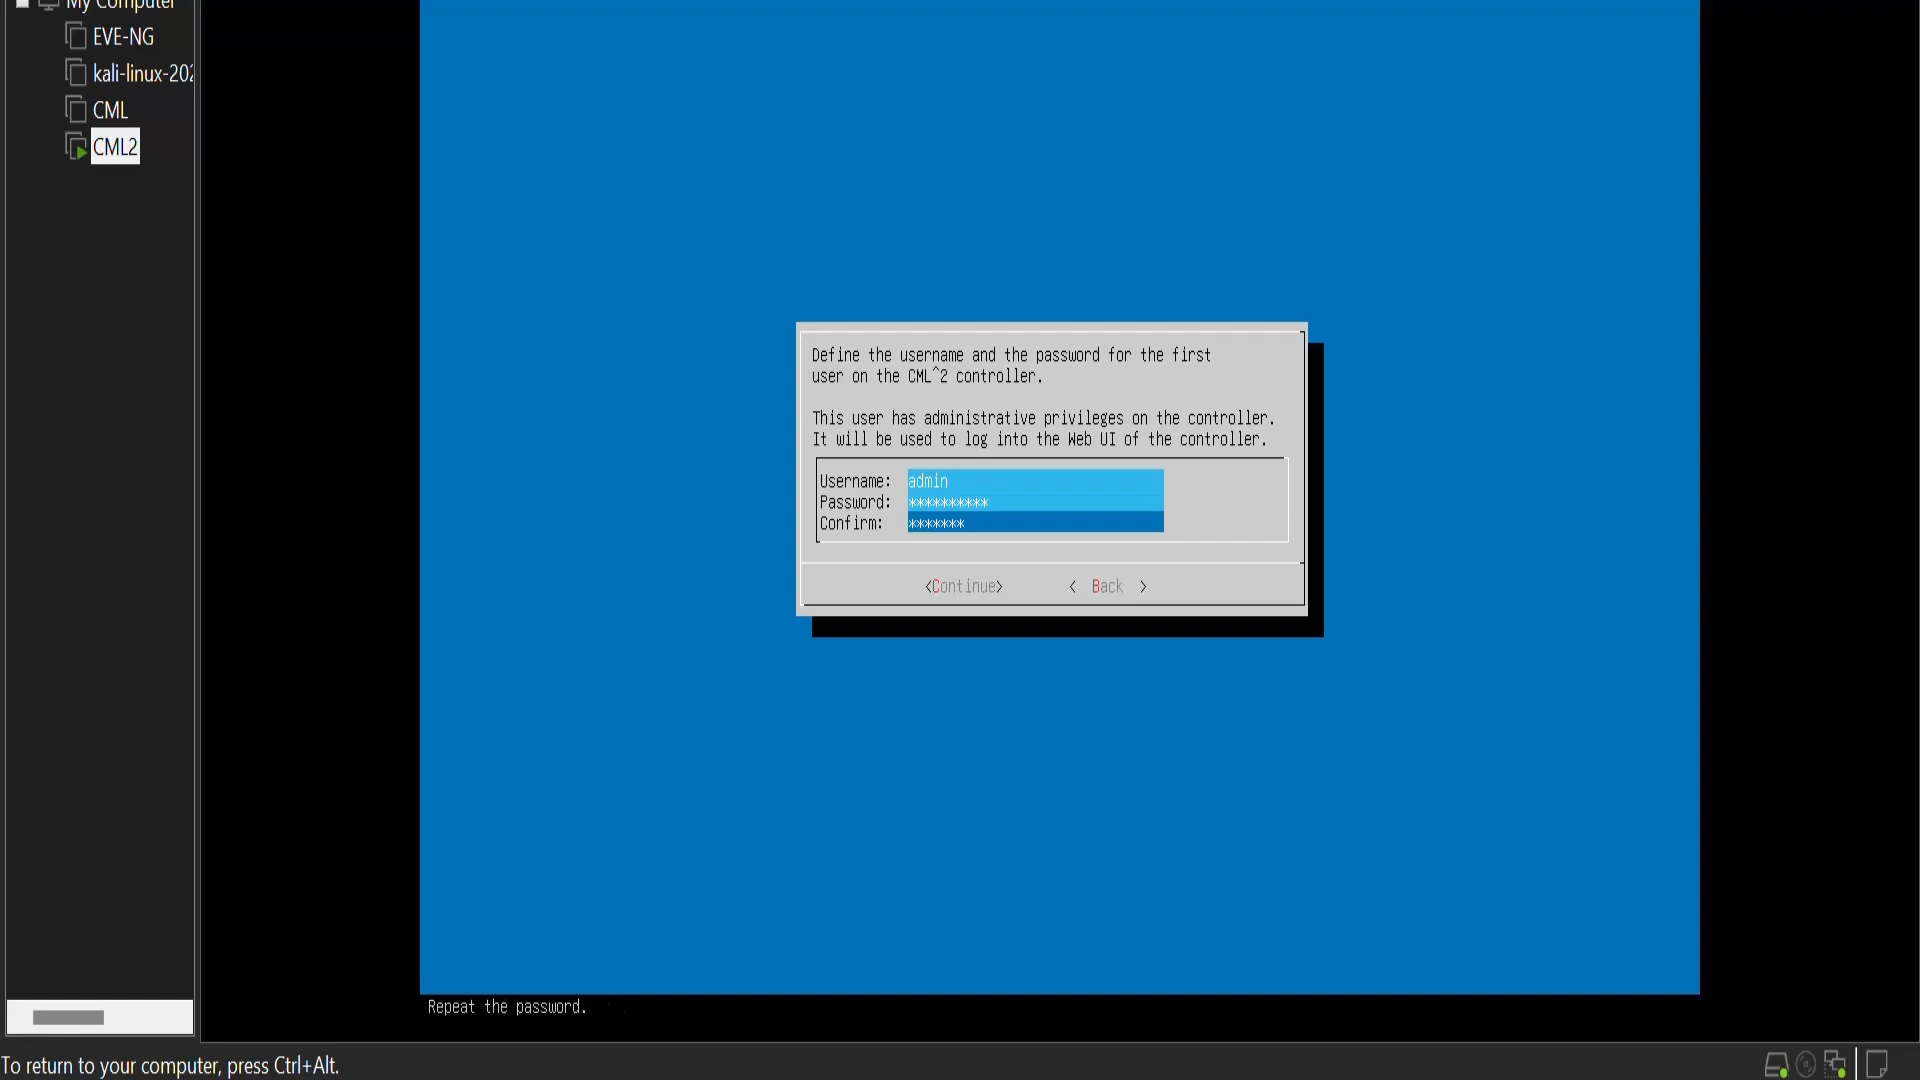 My Computer
EVE-NG
kali-linux-202
CML
CML2
Define the username and the password for the first
user on the CML^2 controller.
This user has administrative privileges on the controller.
It will be used to log into the Web UI of the controller.
Username: admin
Password: **********
Confirm: *******
<Continue> < Back >
Repeat the password.
To return to your computer, press Ctrl+Alt.